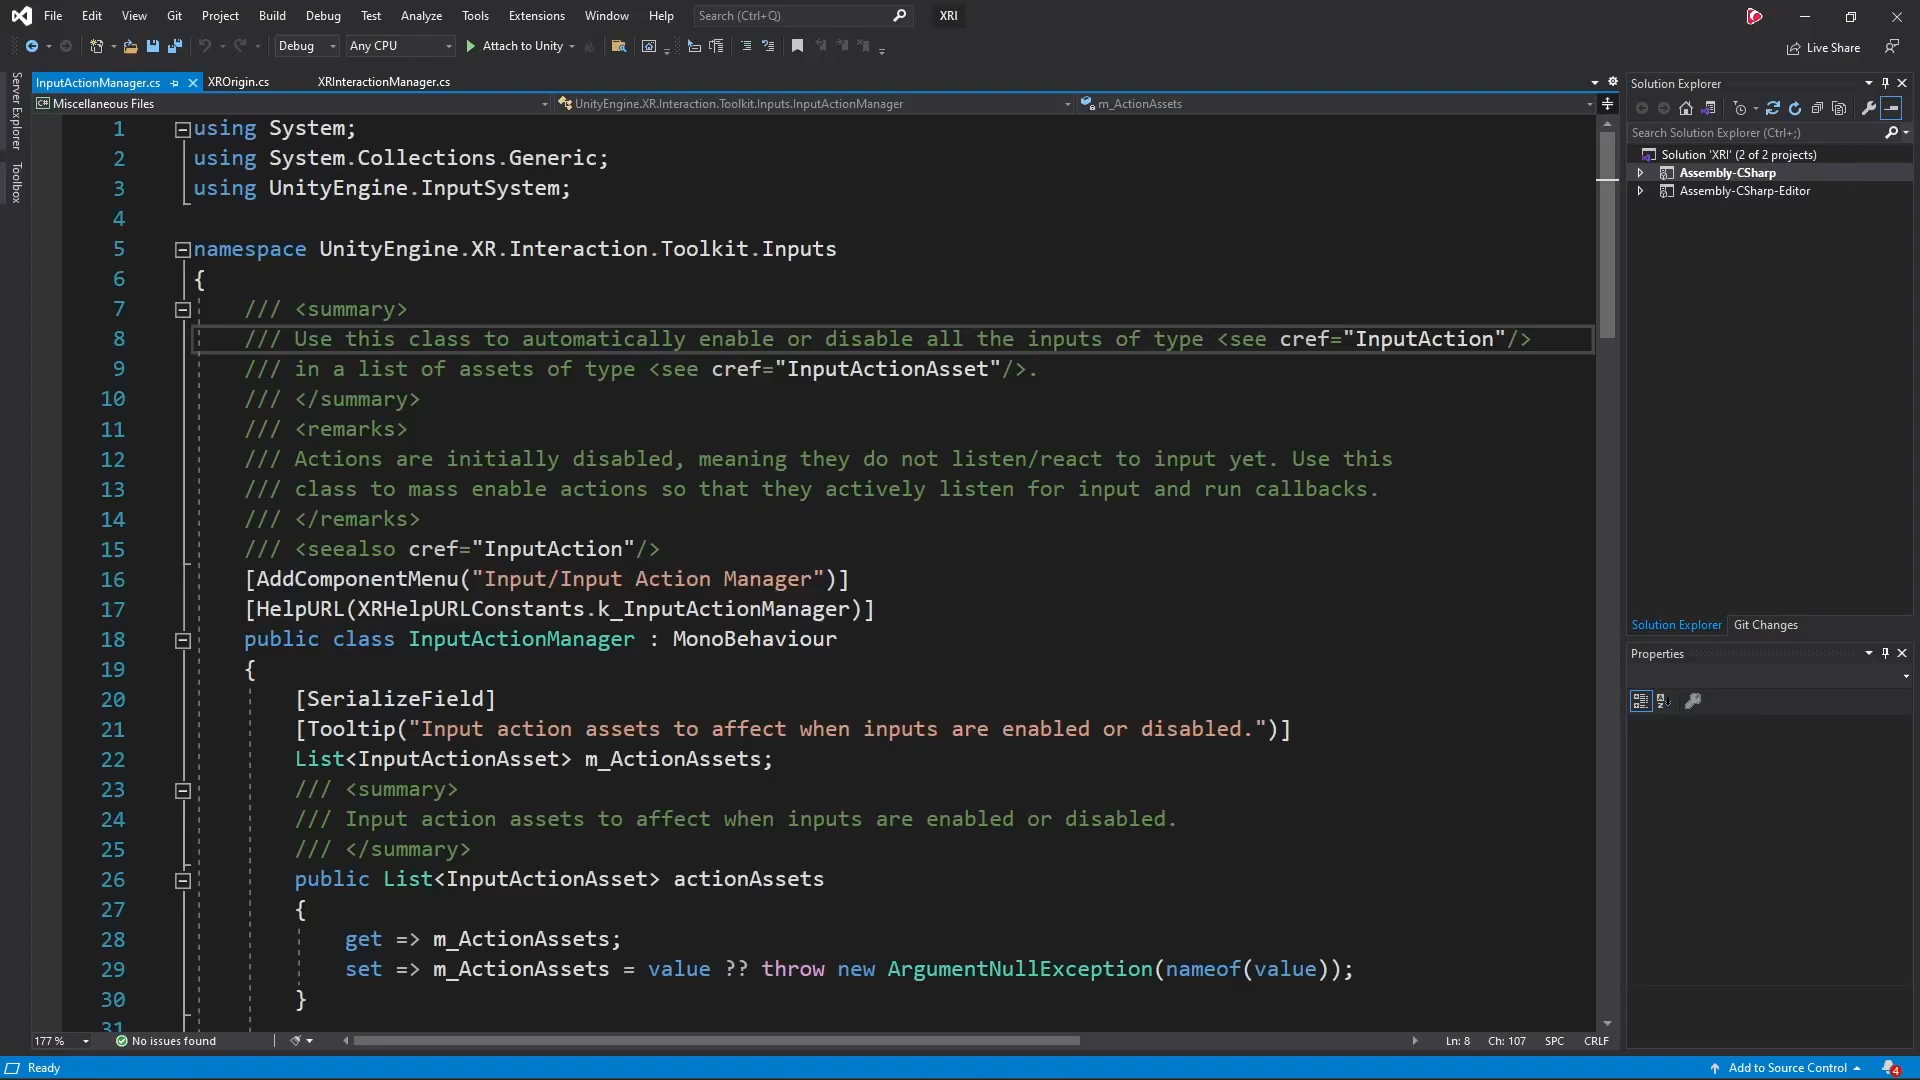 File Edit View Git Project Build Debug Test Analyze Tools Extensions Window Help Search (Ctrl+Q) XRI
Debug Any CPU Attach to Unity Live Share
Server Explorer
Toolbox
InputActionManager.cs XROrigin.cs XRInteractionManager.cs
C# Miscellaneous Files UnityEngine.XR.Interaction.Toolkit.Inputs.InputActionManager m_ActionAssets
1 using System;
2 using System.Collections.Generic;
3 using UnityEngine.InputSystem;
4
5 namespace UnityEngine.XR.Interaction.Toolkit.Inputs
6 {
7 /// <summary>
8 /// Use this class to automatically enable or disable all the inputs of type <see cref="InputAction"/>
9 /// in a list of assets of type <see cref="InputActionAsset"/>.
10 /// </summary>
11 /// <remarks>
12 /// Actions are initially disabled, meaning they do not listen/react to input yet. Use this
13 /// class to mass enable actions so that they actively listen for input and run callbacks.
14 /// </remarks>
15 /// <seealso cref="InputAction"/>
16 [AddComponentMenu("Input/Input Action Manager")]
17 [HelpURL(XRHelpURLConstants.k_InputActionManager)]
18 public class InputActionManager : MonoBehaviour
19 {
20 [SerializeField]
21 [Tooltip("Input action assets to affect when inputs are enabled or disabled.")]
22 List<InputActionAsset> m_ActionAssets;
23 /// <summary>
24 /// Input action assets to affect when inputs are enabled or disabled.
25 /// </summary>
26 public List<InputActionAsset> actionAssets
27 {
28 get => m_ActionAssets;
29 set => m_ActionAssets = value ?? throw new ArgumentNullException(nameof(value));
30 }
31
177 % No issues found Ln: 8 Ch: 107 SPC CRLF
Solution Explorer
Search Solution Explorer (Ctrl+;)
Solution 'XRI' (2 of 2 projects)
Assembly-CSharp
Assembly-CSharp-Editor
Solution Explorer Git Changes
Properties
Ready Add to Source Control 4